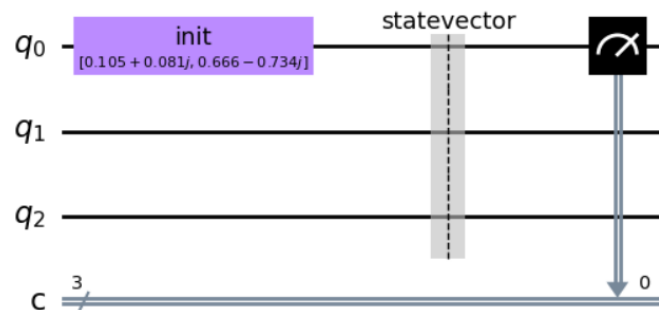 statevector
q0 init
[0.105 + 0.081j, 0.666 − 0.734j]
q1
q2
3 0
c